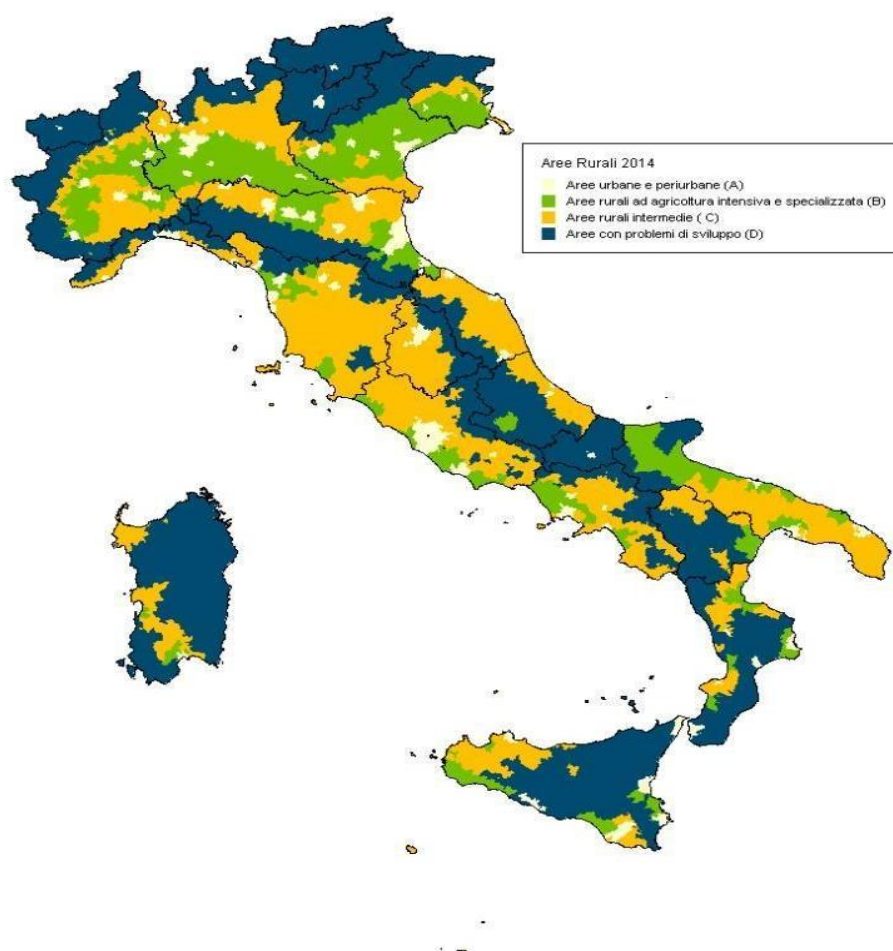 Aree Rurali 2014
Aree urbane e periurbane (A)
Aree rurali ad agricoltura intensiva e specializzata (B)
Aree rurali intermedie ( C)
Aree con problemi di sviluppo (D)